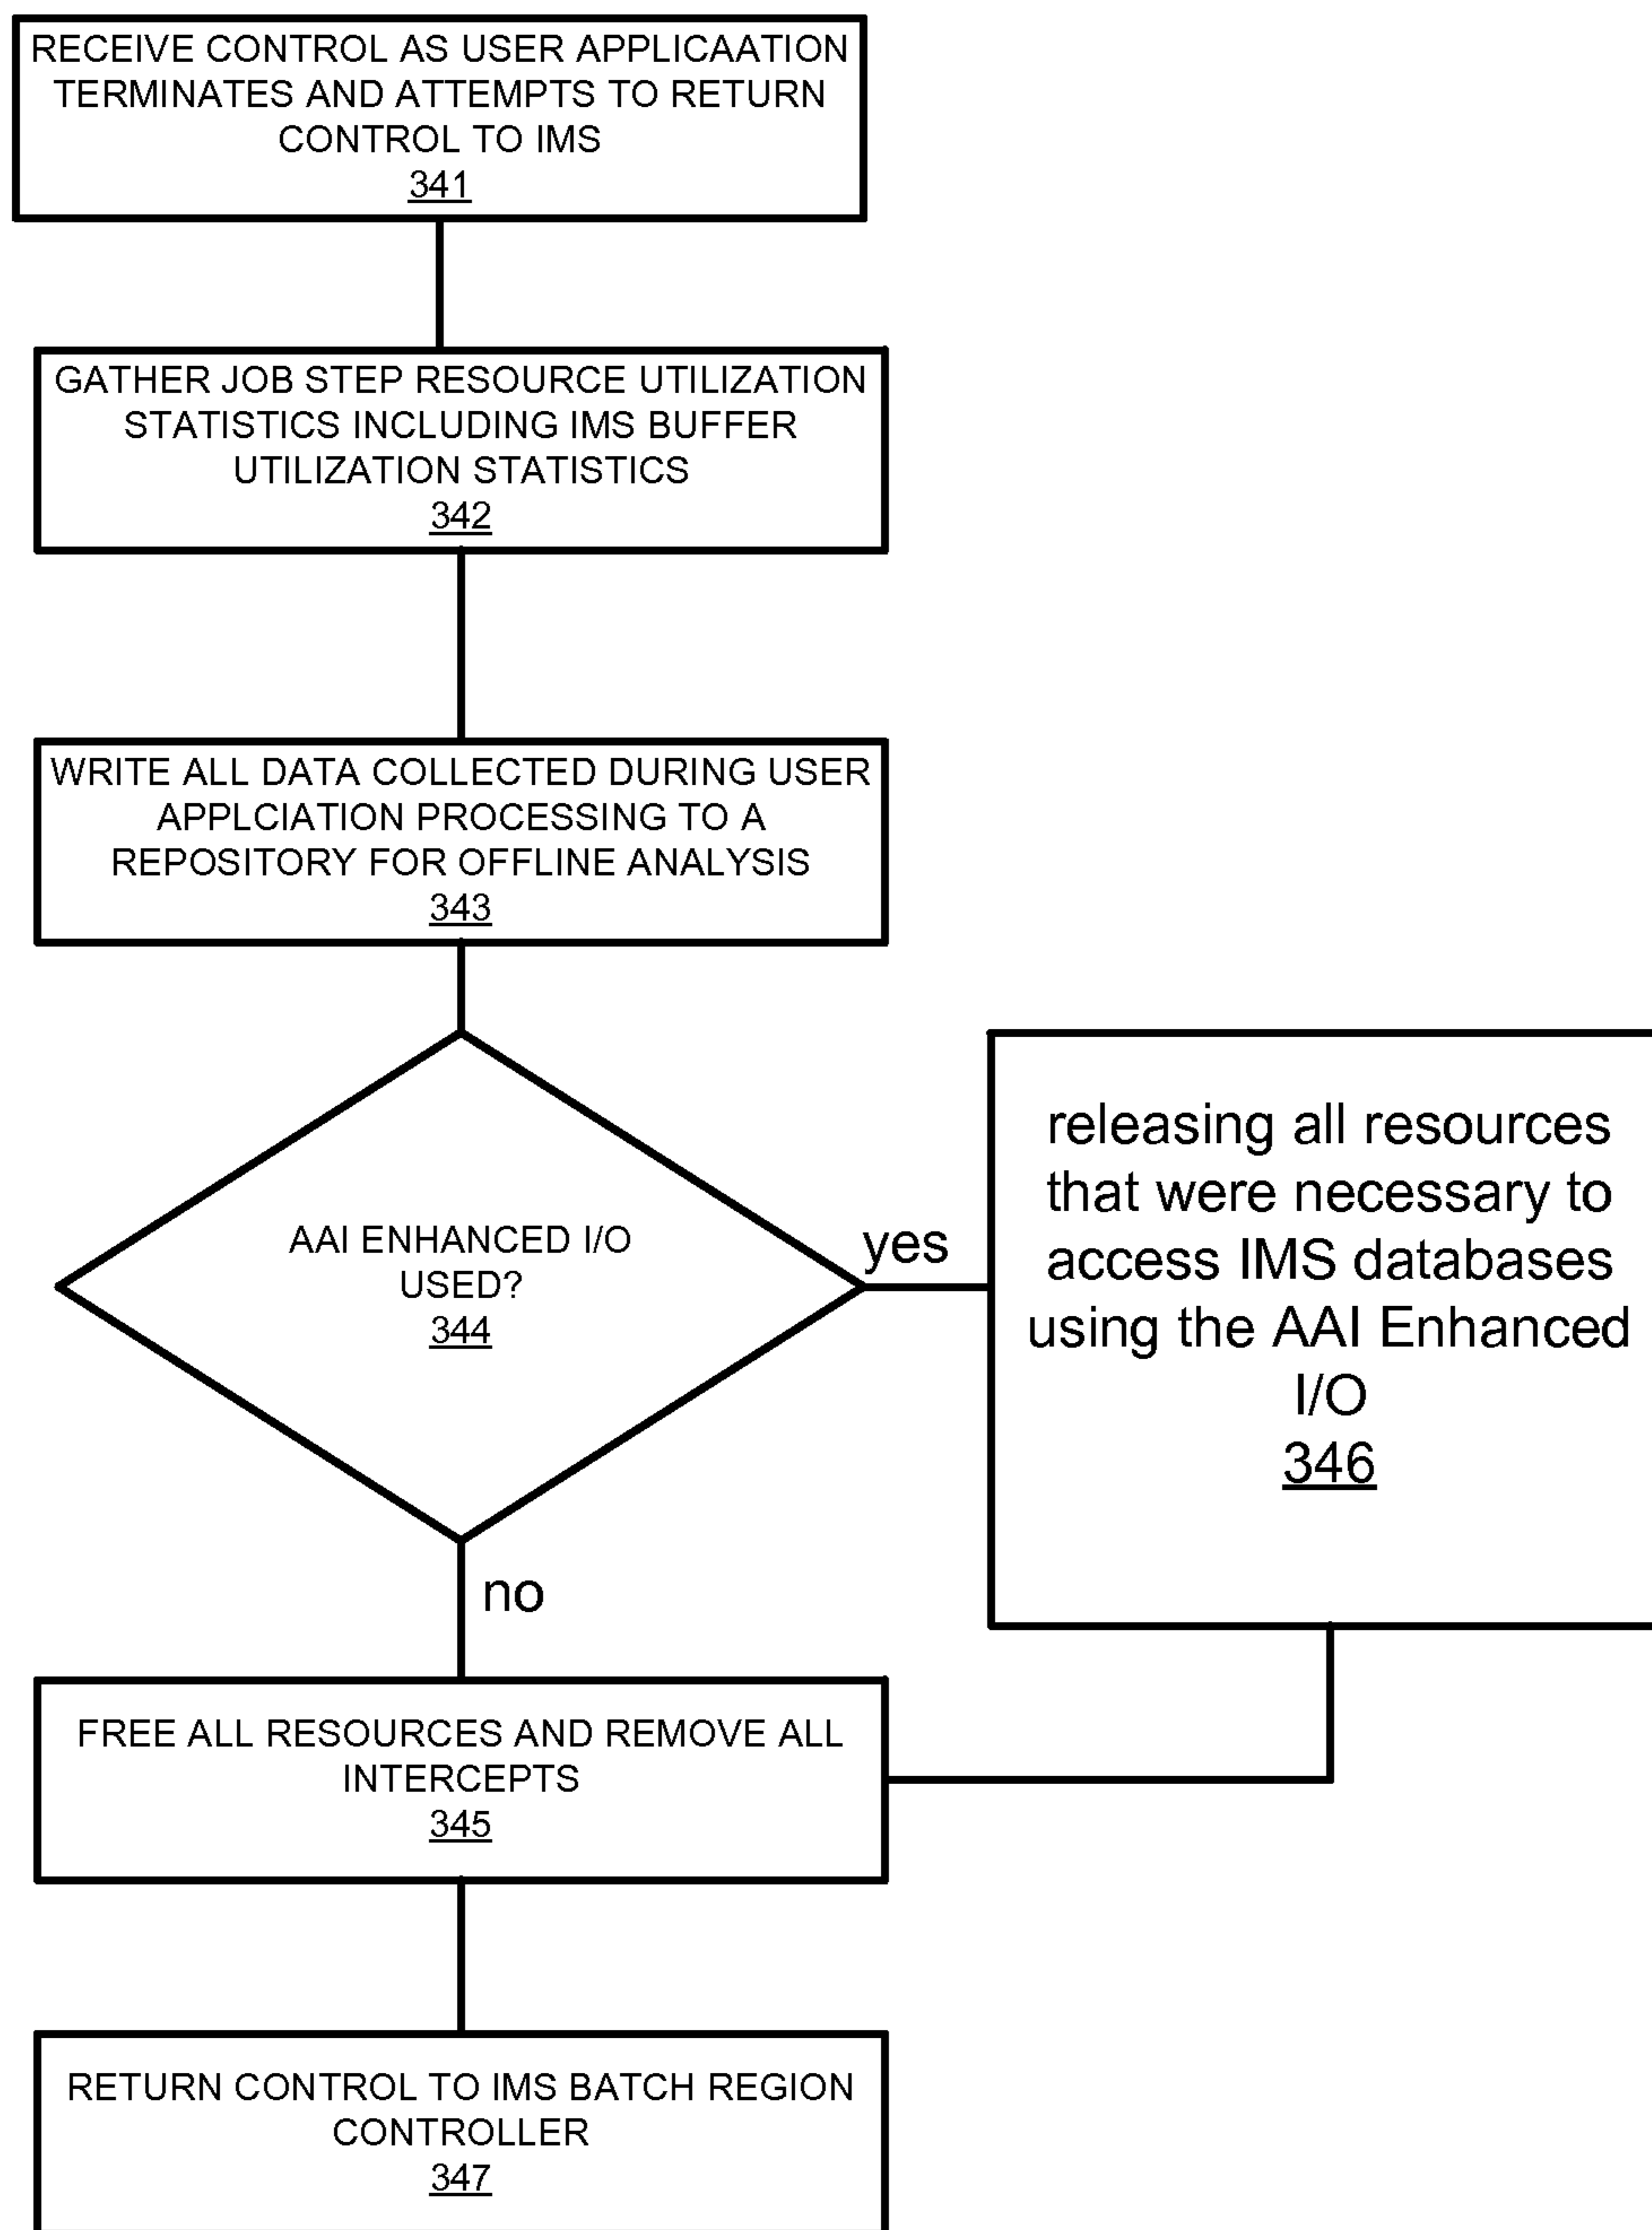 RECEIVE CONTROL AS USER APPLICAATION
TERMINATES AND ATTEMPTS TO RETURN
CONTROL TO IMS
341
GATHER JOB STEP RESOURCE UTILIZATION
STATISTICS INCLUDING IMS BUFFER
UTILIZATION STATISTICS
342
WRITE ALL DATA COLLECTED DURING USER
APPLCIATION PROCESSING TO A
REPOSITORY FOR OFFLINE ANALYSIS
343
AAI ENHANCED I/O
USED?
344
yes
releasing all resources
that were necessary to
access IMS databases
using the AAI Enhanced
I/O
346
no
FREE ALL RESOURCES AND REMOVE ALL
INTERCEPTS
345
RETURN CONTROL TO IMS BATCH REGION
CONTROLLER
347